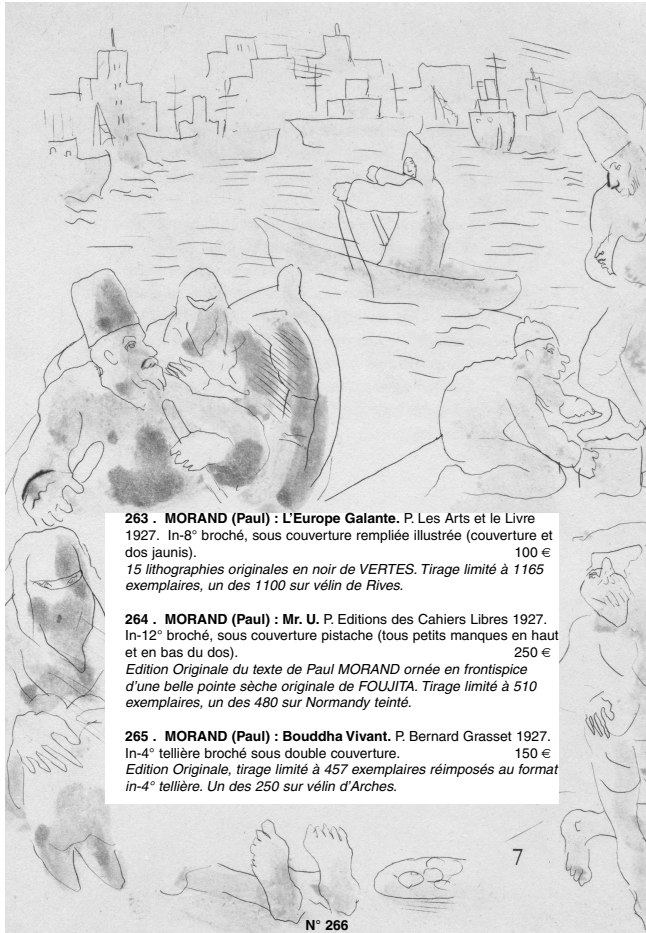 263 . MORAND (Paul) : L'Europe Galante. P. Les Arts et le Livre
1927. In-8° broché, sous couverture rempliée illustrée (couverture et
dos jaunis). 100 €
15 lithographies originales en noir de VERTES. Tirage limité à 1165
exemplaires, un des 1100 sur vélin de Rives.
264 . MORAND (Paul) : Mr. U. P. Editions des Cahiers Libres 1927.
In-12° broché, sous couverture pistache (tous petits manques en haut
et en bas du dos). 250 €
Edition Originale du texte de Paul MORAND ornée en frontispice
d'une belle pointe sèche originale de FOUJITA. Tirage limité à 510
exemplaires, un des 480 sur Normandy teinté.
265 . MORAND (Paul) : Bouddha Vivant. P. Bernard Grasset 1927.
In-4° tellière broché sous double couverture. 150 €
Edition Originale, tirage limité à 457 exemplaires réimposés au format
in-4° tellière. Un des 250 sur vélin d'Arches.
7
N° 266